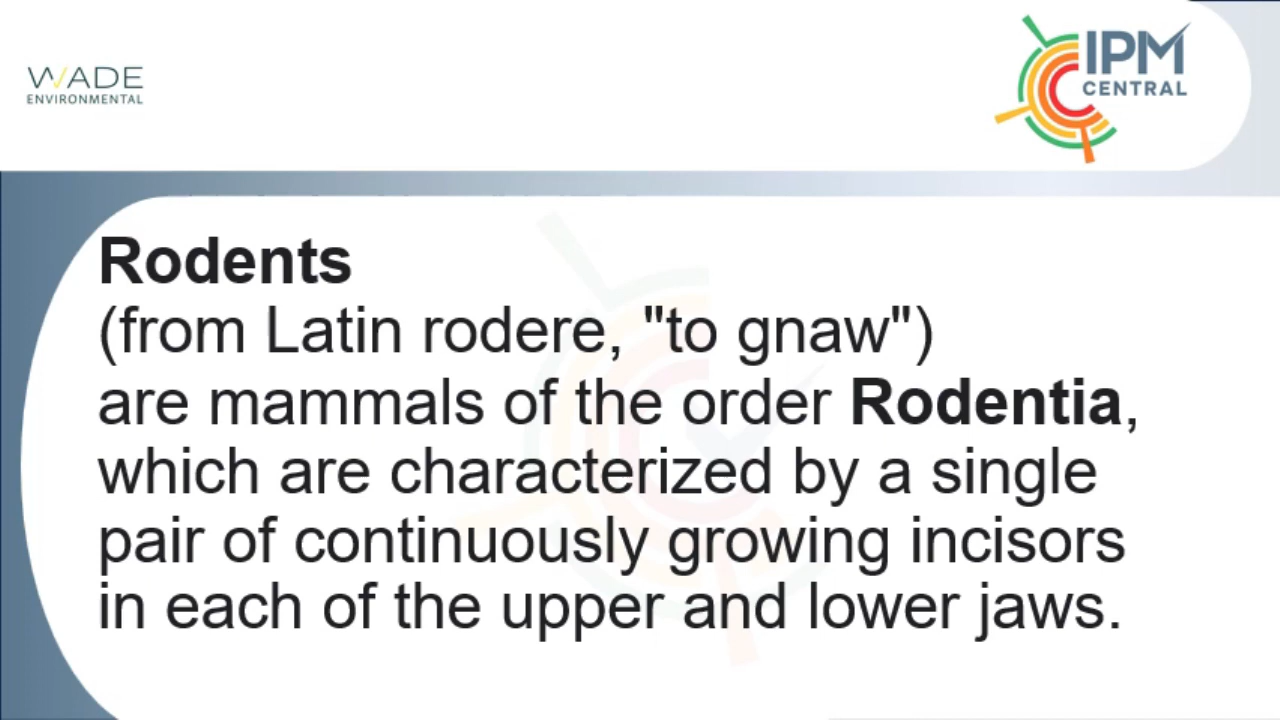 WADE
ENVIRONMENTAL
IPM
CENTRAL
Rodents
(from Latin rodere, "to gnaw")
are mammals of the order Rodentia,
which are characterized by a single
pair of continuously growing incisors
in each of the upper and lower jaws.